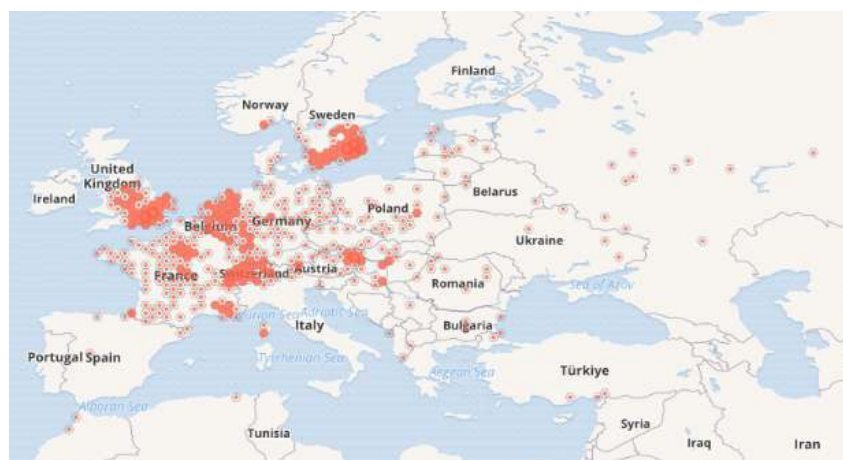 Finland
Norway
Sweden
United
Kingdom
Ireland
Belarus
Poland
Belgium
Germany
Ukraine
France
Switzerland
Austria
Romania
Sea of Azov
Adriatic Sea
Italy
Bulgaria
Portugal
Spain
Tyrrhenian Sea
Aegean Sea
Türkiye
Alboran Sea
Tunisia
Syria
Iraq
Iran